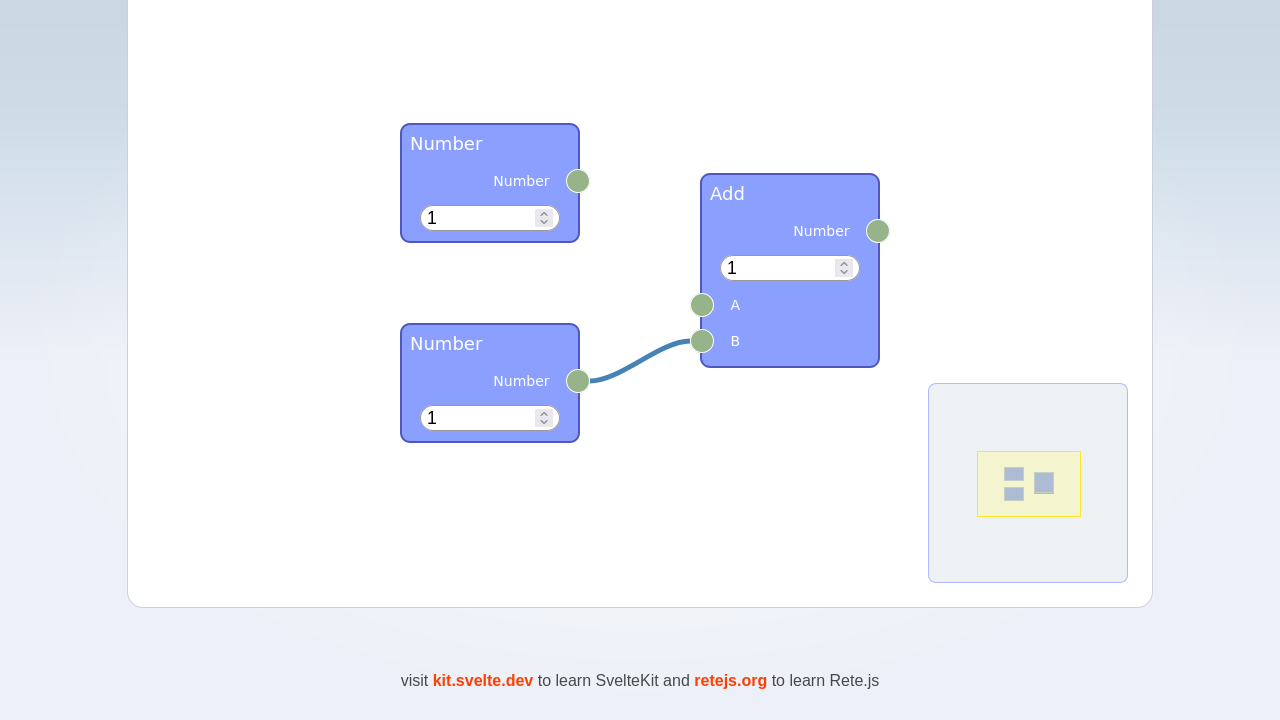 Number
Number
1
Add
Number
1
A
B
Number
Number
1
visit kit.svelte.dev to learn SvelteKit and retejs.org to learn Rete.js